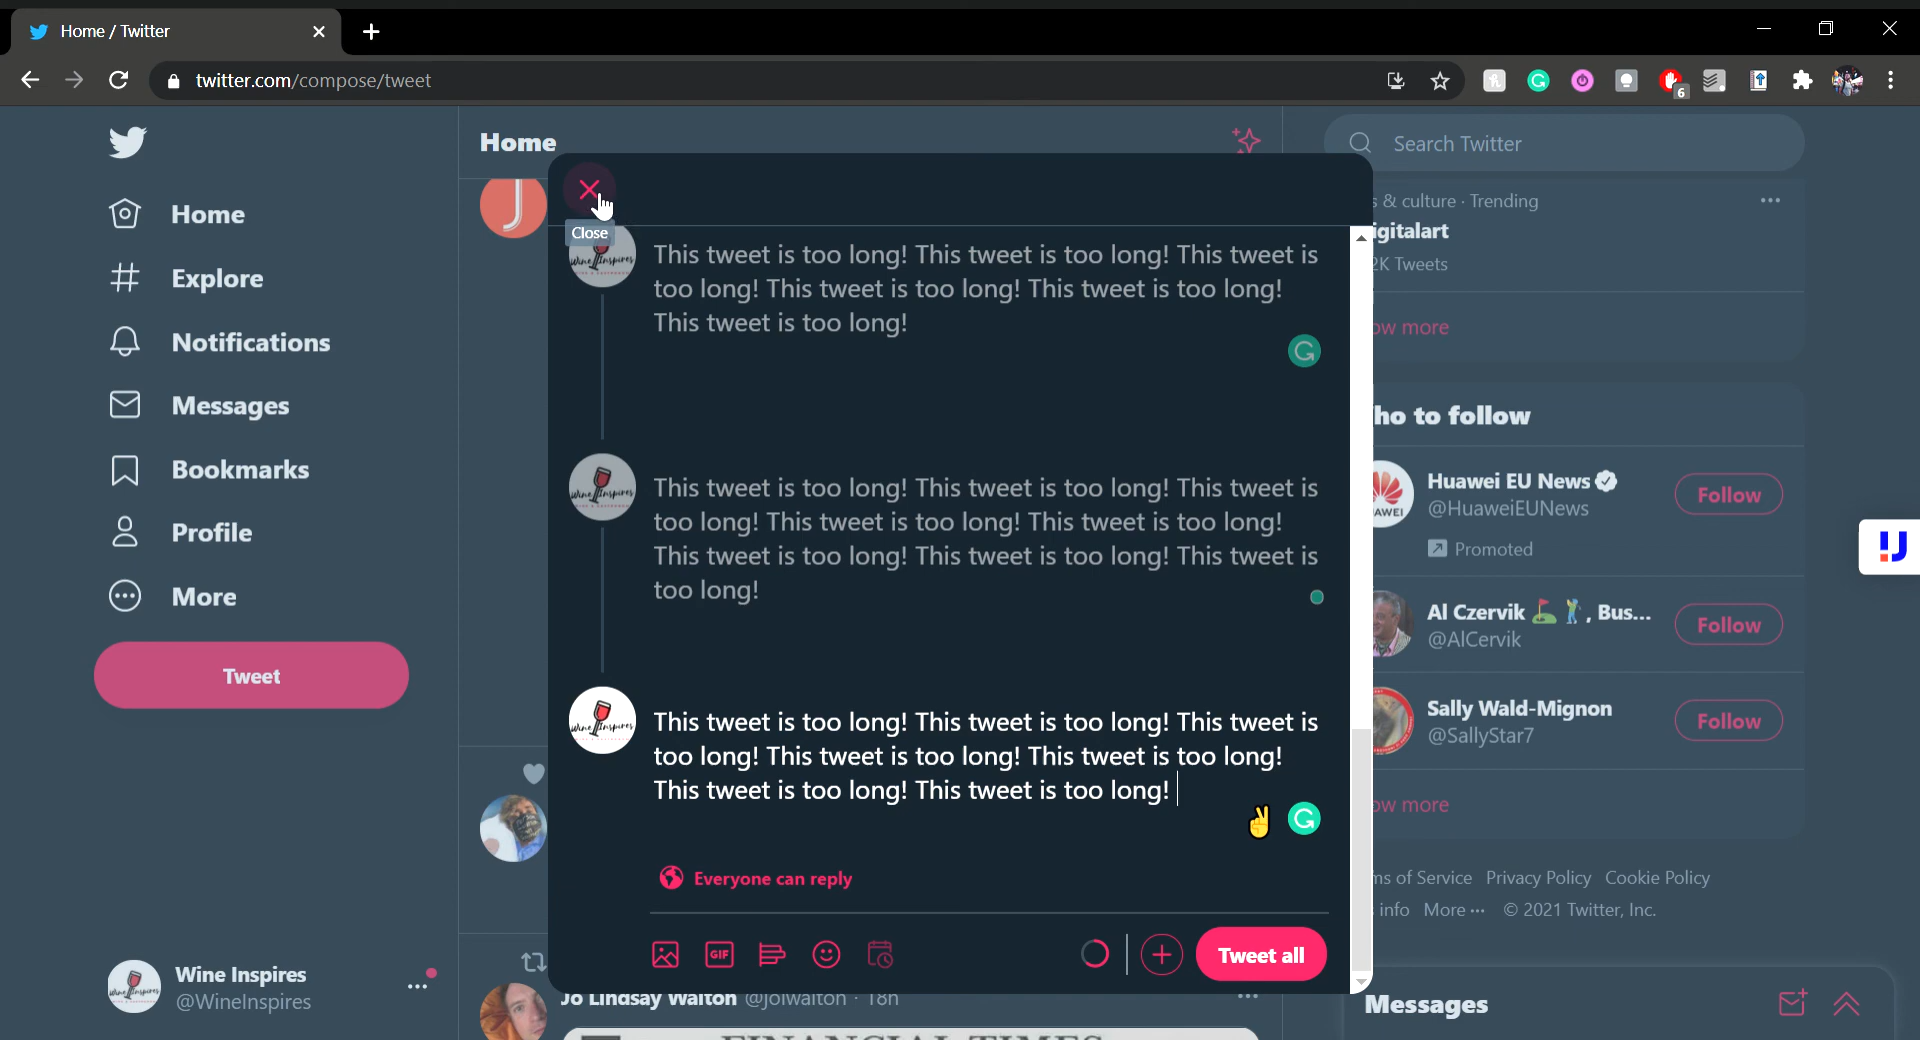 Home / Twitter
twitter.com/compose/tweet
6
Home
Explore
Notifications
Messages
Bookmarks
Profile
More
Tweet
Wine Inspires
@WineInspires
Home
Close
This tweet is too long! This tweet is too long! This tweet is
too long! This tweet is too long! This tweet is too long!
This tweet is too long!
This tweet is too long! This tweet is too long! This tweet is
too long! This tweet is too long! This tweet is too long!
This tweet is too long! This tweet is too long! This tweet is
too long!
This tweet is too long! This tweet is too long! This tweet is
too long! This tweet is too long! This tweet is too long!
This tweet is too long! This tweet is too long!
Everyone can reply
GIF
Tweet all
Jo Lindsay Walton @jolwalton · 18h
FINANCIAL TIMES
Search Twitter
s & culture · Trending
igitalart
2K Tweets
ow more
ho to follow
Huawei EU News
@HuaweiEUNews
Promoted
Al Czervik , Bus...
@AlCervik
Sally Wald-Mignon
@SallyStar7
Follow
Follow
Follow
ow more
ms of Service Privacy Policy Cookie Policy
info More ··· © 2021 Twitter, Inc.
Messages